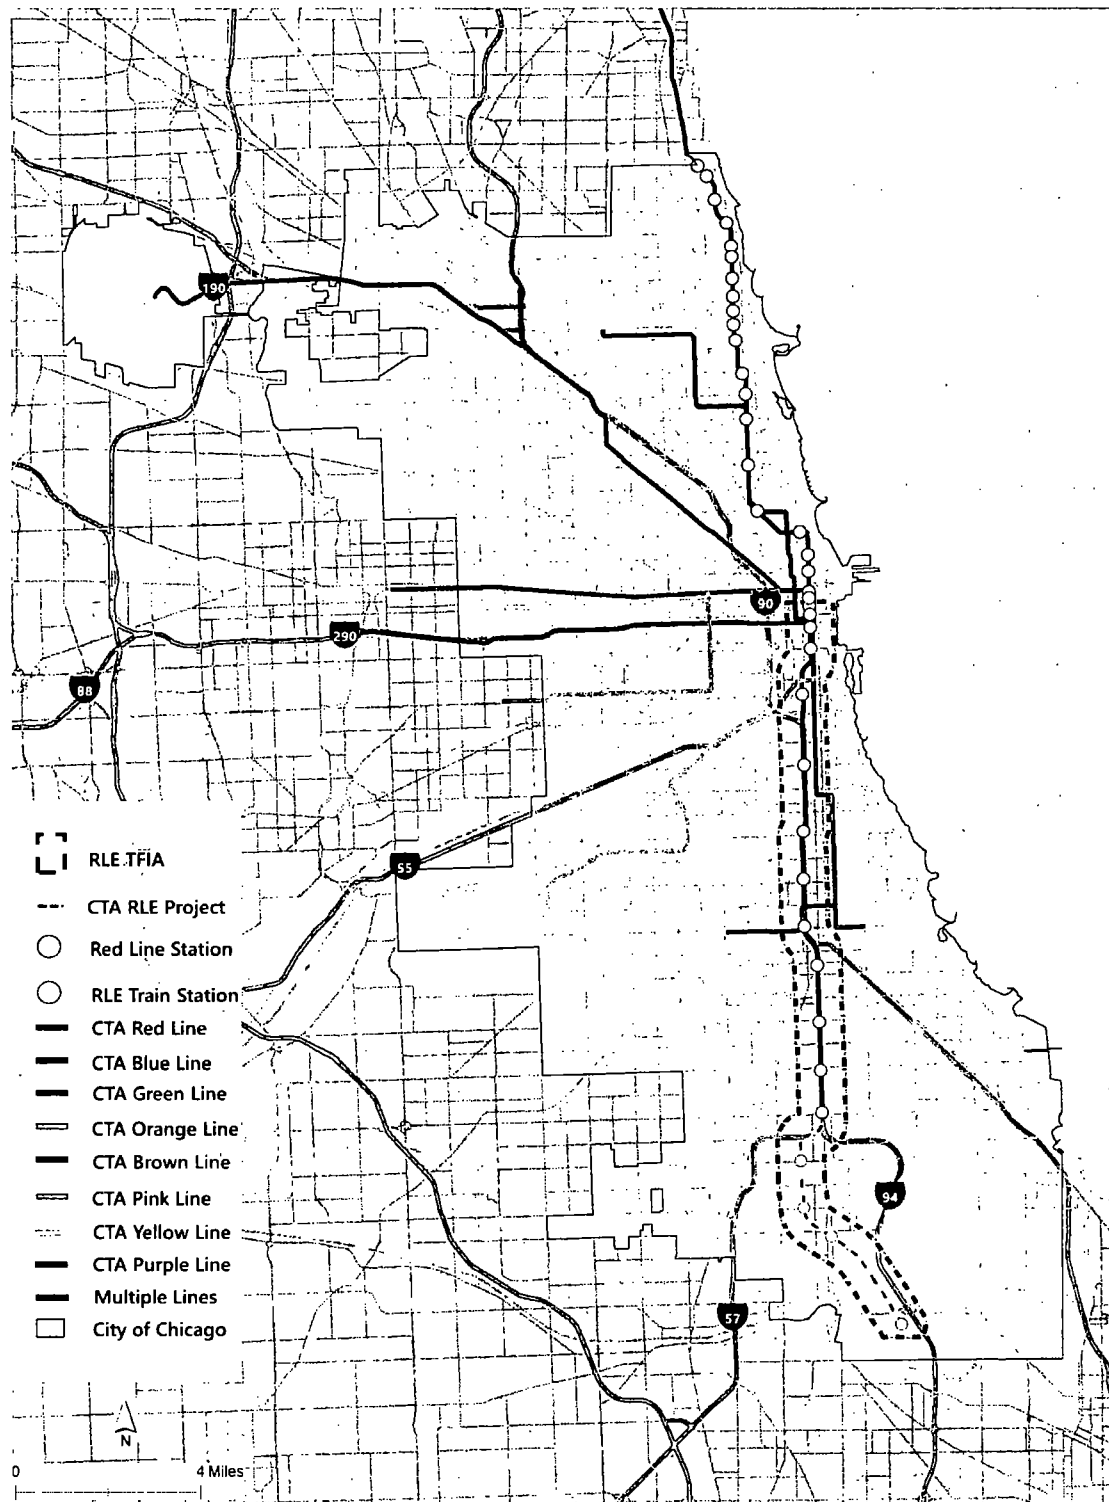 190
90
290
88
55
RLE TFIA
CTA RLE Project
Red Line Station
RLE Train Station
CTA Red Line
CTA Blue Line
CTA Green Line
CTA Orange Line
CTA Brown Line
CTA Pink Line
CTA Yellow Line
CTA Purple Line
Multiple Lines
City of Chicago
94
57
N
0 4 Miles